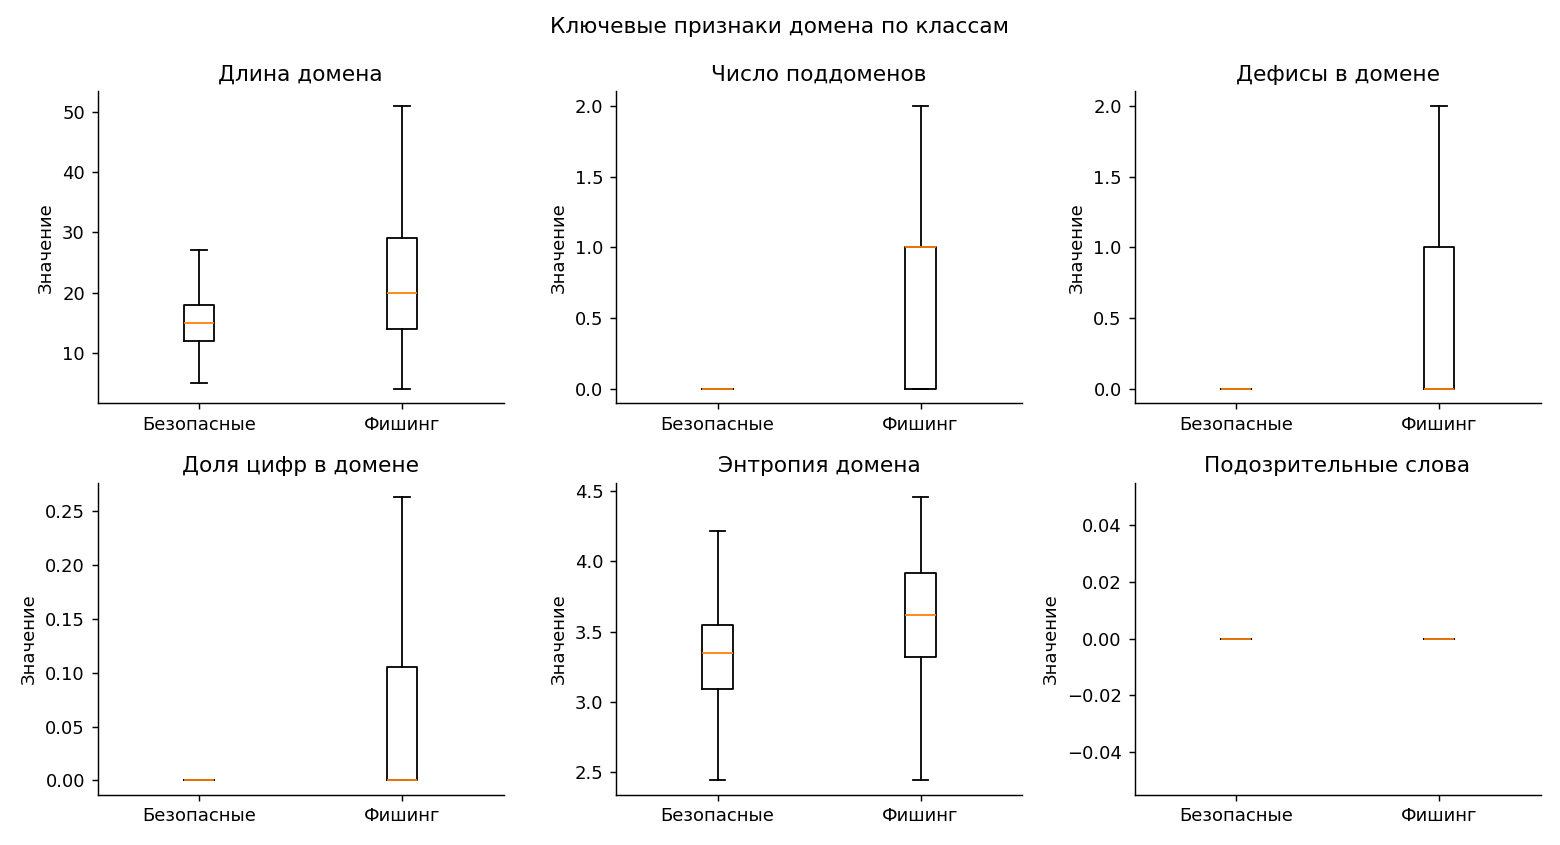 Ключевые признаки домена по классам
Длина домена
Значение
50
40
30
20
10
Безопасные
Фишинг
Число поддоменов
Значение
2.0
1.5
1.0
0.5
0.0
Безопасные
Фишинг
Дефисы в домене
Значение
2.0
1.5
1.0
0.5
0.0
Безопасные
Фишинг
Доля цифр в домене
Значение
0.25
0.20
0.15
0.10
0.05
0.00
Безопасные
Фишинг
Энтропия домена
Значение
4.5
4.0
3.5
3.0
2.5
Безопасные
Фишинг
Подозрительные слова
Значение
0.04
0.02
0.00
−0.02
−0.04
Безопасные
Фишинг